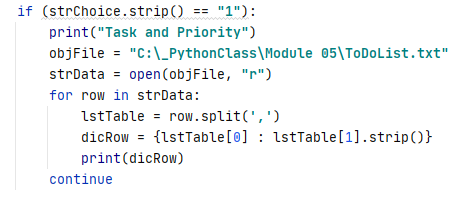 if (strChoice.strip() == "1"):
    print("Task and Priority")
    objFile = "C:\_PythonClass\Module 05\ToDoList.txt"
    strData = open(objFile, "r")
    for row in strData:
        lstTable = row.split(',')
        dicRow = {lstTable[0] : lstTable[1].strip()}
        print(dicRow)
    continue